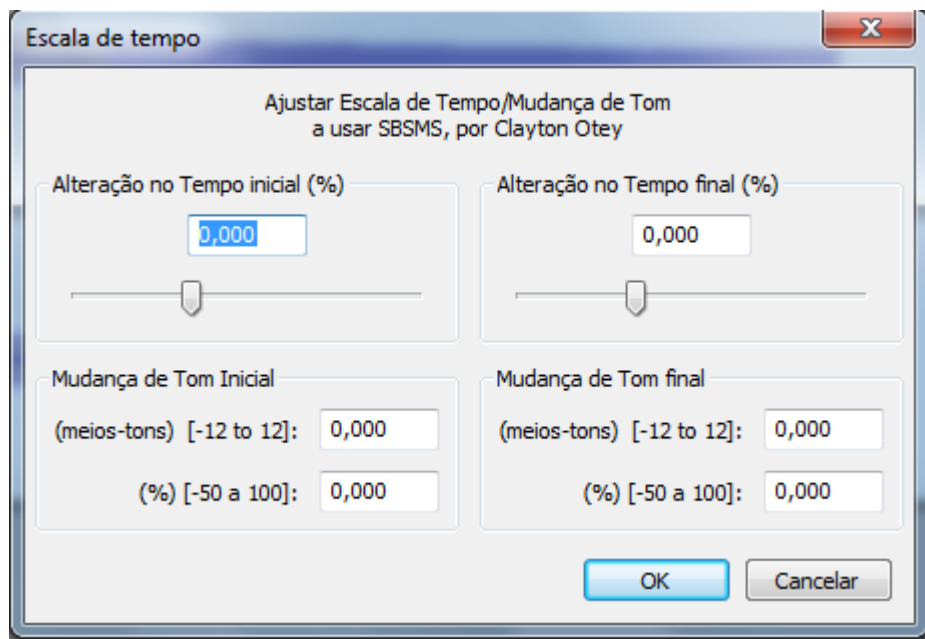 Escala de tempo
Ajustar Escala de Tempo/Mudança de Tom
a usar SBSMS, por Clayton Otey
Alteração no Tempo inicial (%)
0,000
Alteração no Tempo final (%)
0,000
Mudança de Tom Inicial
(meios-tons) [-12 to 12]: 0,000
(%) [-50 a 100]: 0,000
Mudança de Tom final
(meios-tons) [-12 to 12]: 0,000
(%) [-50 a 100]: 0,000
OK
Cancelar